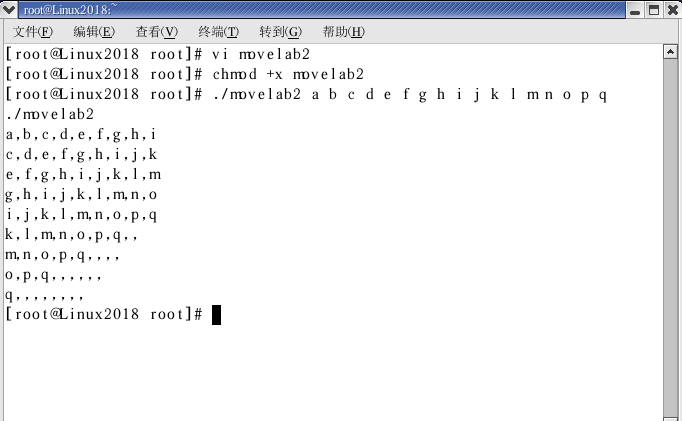 root@Linux2018:~
文件(F) 编辑(E) 查看(V) 终端(T) 转到(G) 帮助(H)
[root@Linux2018 root]# vi movelab2
[root@Linux2018 root]# chmod +x movelab2
[root@Linux2018 root]# ./movelab2 a b c d e f g h i j k l m n o p q
./movelab2
a,b,c,d,e,f,g,h,i
c,d,e,f,g,h,i,j,k
e,f,g,h,i,j,k,l,m
g,h,i,j,k,l,m,n,o
i,j,k,l,m,n,o,p,q
k,l,m,n,o,p,q,,
m,n,o,p,q,,,,
o,p,q,,,,,,
q,,,,,,,,
[root@Linux2018 root]#